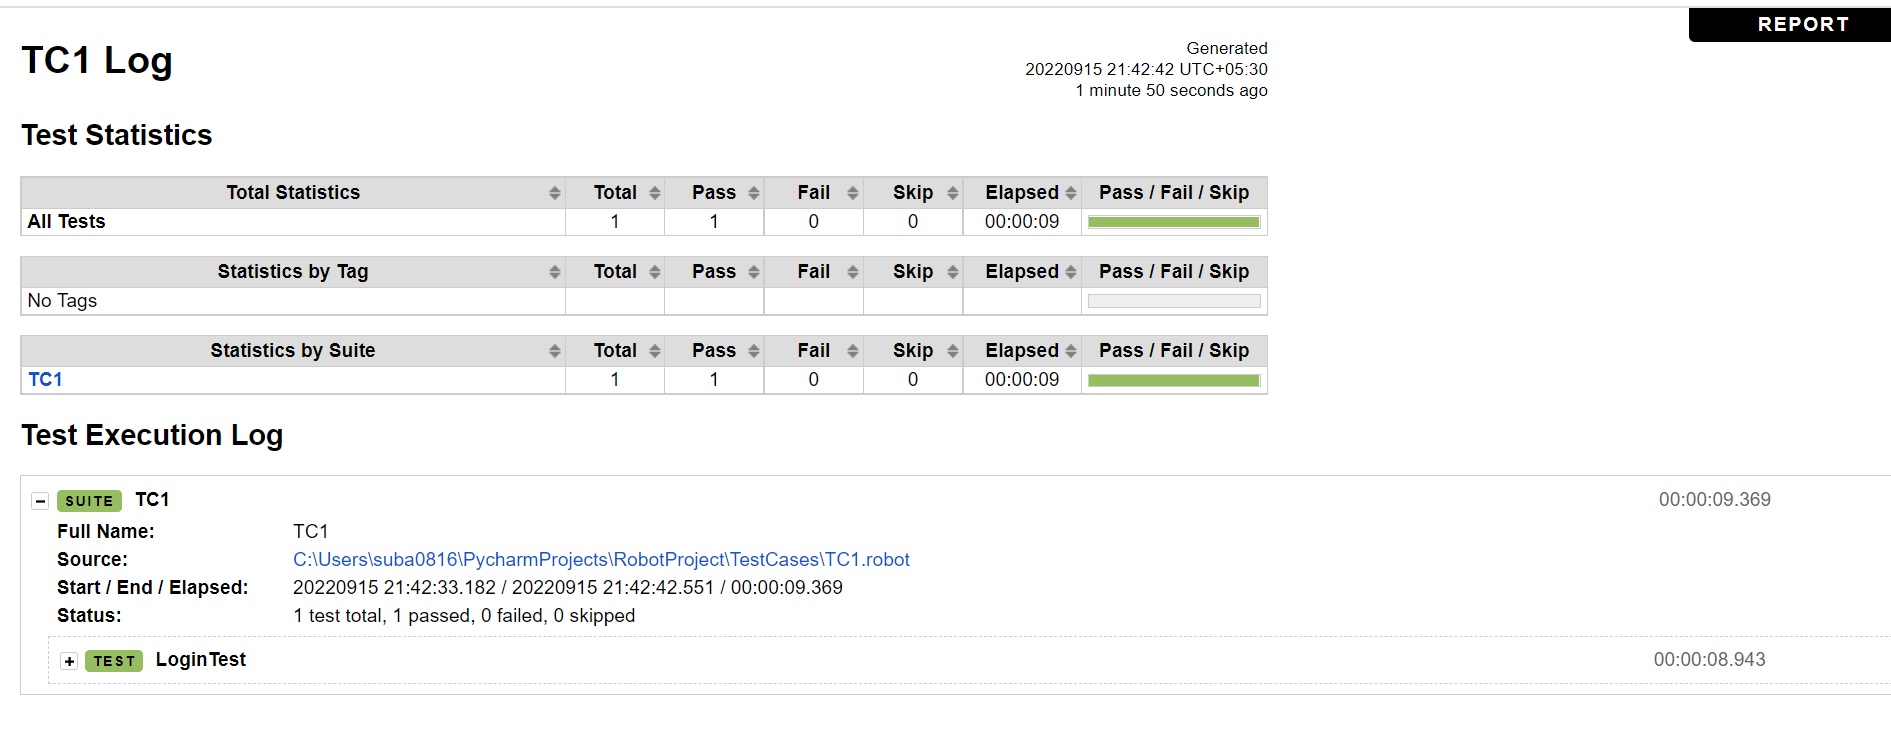 REPORT
TC1 Log
Generated
20220915 21:42:42 UTC+05:30
1 minute 50 seconds ago
Test Statistics
Total Statistics Total Pass Fail Skip Elapsed Pass / Fail / Skip
All Tests 1 1 0 0 00:00:09
Statistics by Tag Total Pass Fail Skip Elapsed Pass / Fail / Skip
No Tags
Statistics by Suite Total Pass Fail Skip Elapsed Pass / Fail / Skip
TC1 1 1 0 0 00:00:09
Test Execution Log
SUITE TC1 00:00:09.369
Full Name: TC1
Source: C:\Users\suba0816\PycharmProjects\RobotProject\TestCases\TC1.robot
Start / End / Elapsed: 20220915 21:42:33.182 / 20220915 21:42:42.551 / 00:00:09.369
Status: 1 test total, 1 passed, 0 failed, 0 skipped
TEST LoginTest 00:00:08.943